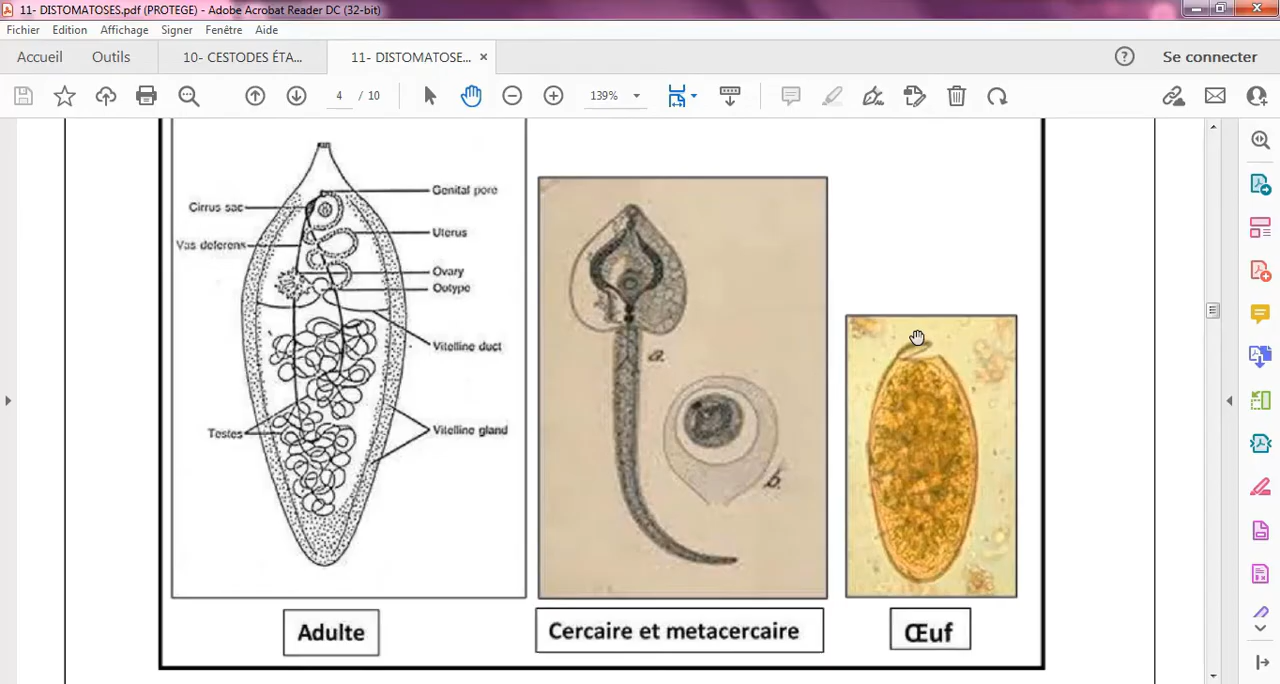 11- DISTOMATOSES.pdf (PROTEGE) - Adobe Acrobat Reader DC (32-bit)
Fichier Edition Affichage Signer Fenêtre Aide
Accueil Outils 10- CESTODES ÉTA... 11- DISTOMATOSE... × Se connecter
4 / 10 139%
Genital pore
Cirrus sac
Uterus
Vas deferens
Ovary
Ootype
Vitelline duct
Testes
Vitelline gland
a.
b.
Adulte
Cercaire et metacercaire
Œuf